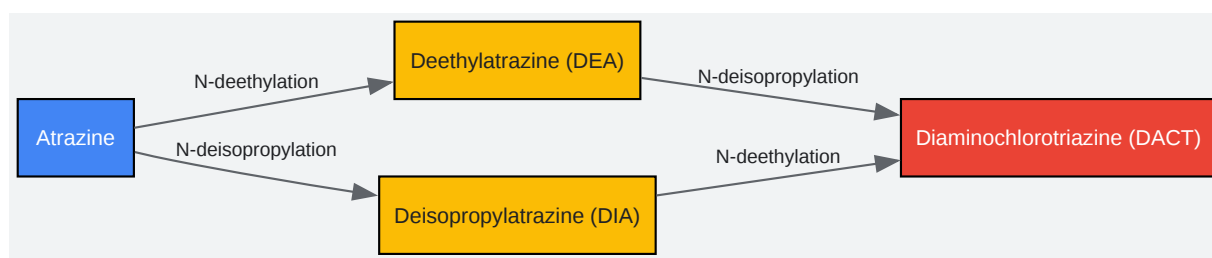 Deethylatrazine (DEA)
N-deethylation
N-deisopropylation
Atrazine
Diaminochlorotriazine (DACT)
N-deisopropylation
N-deethylation
Deisopropylatrazine (DIA)